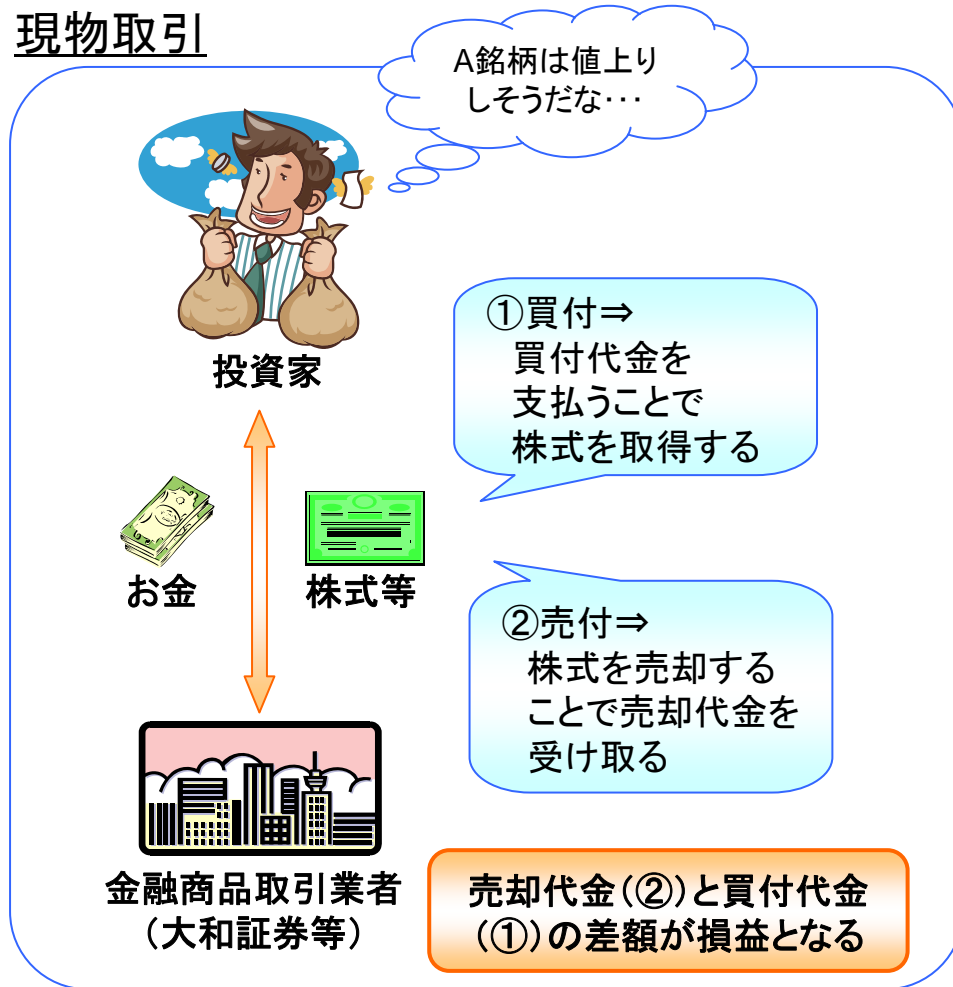 現物取引
A銘柄は値上り
しそうだな･･･
投資家
①買付⇒
買付代金を
支払うことで
株式を取得する
お金
株式等
②売付⇒
株式を売却する
ことで売却代金を
受け取る
金融商品取引業者
（大和証券等）
売却代金（②）と買付代金
（①）の差額が損益となる